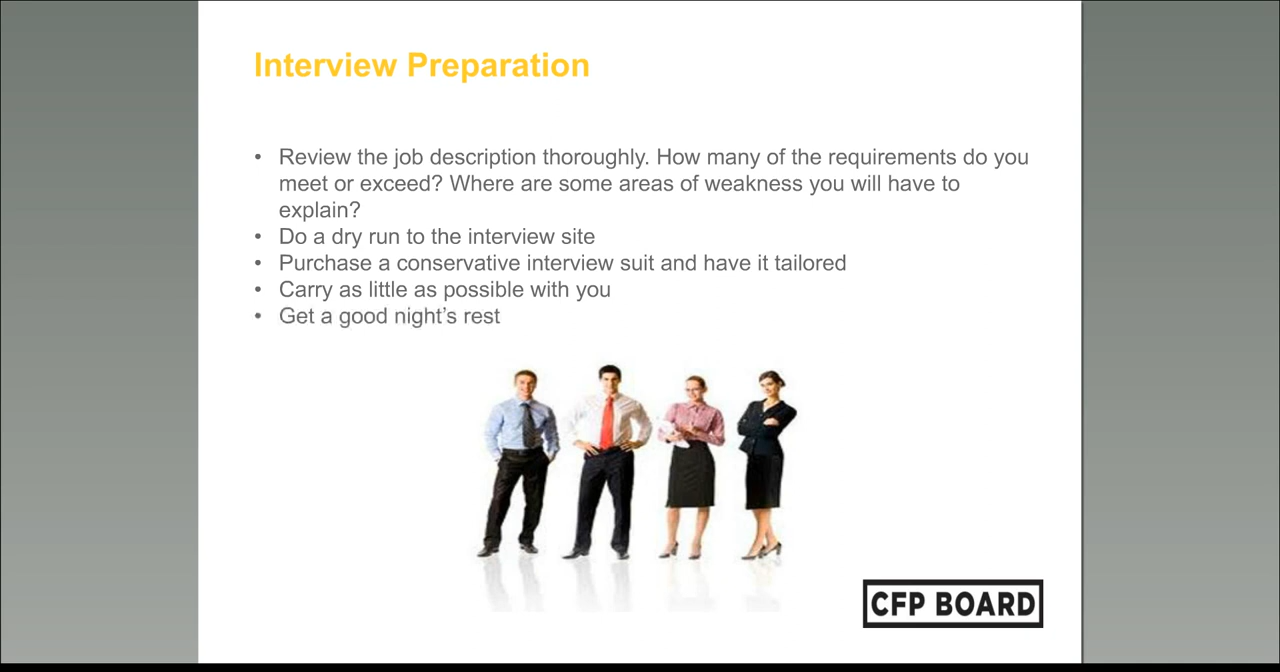 Interview Preparation
• Review the job description thoroughly. How many of the requirements do you
meet or exceed? Where are some areas of weakness you will have to
explain?
• Do a dry run to the interview site
• Purchase a conservative interview suit and have it tailored
• Carry as little as possible with you
• Get a good night’s rest
CFP BOARD